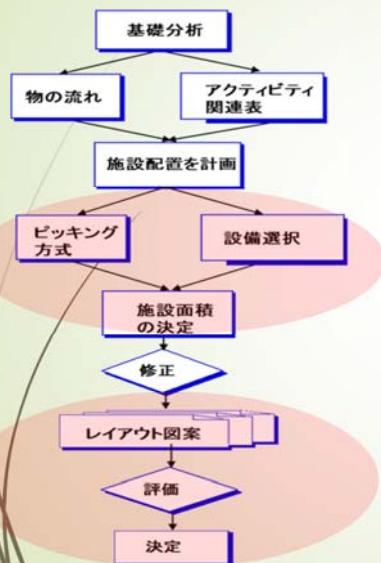 基礎分析
物の流れ
アクティビティ
関連表
施設配置を計画
ピッキング
方式
設備選択
施設面積
の決定
修正
レイアウト図案
評価
決定